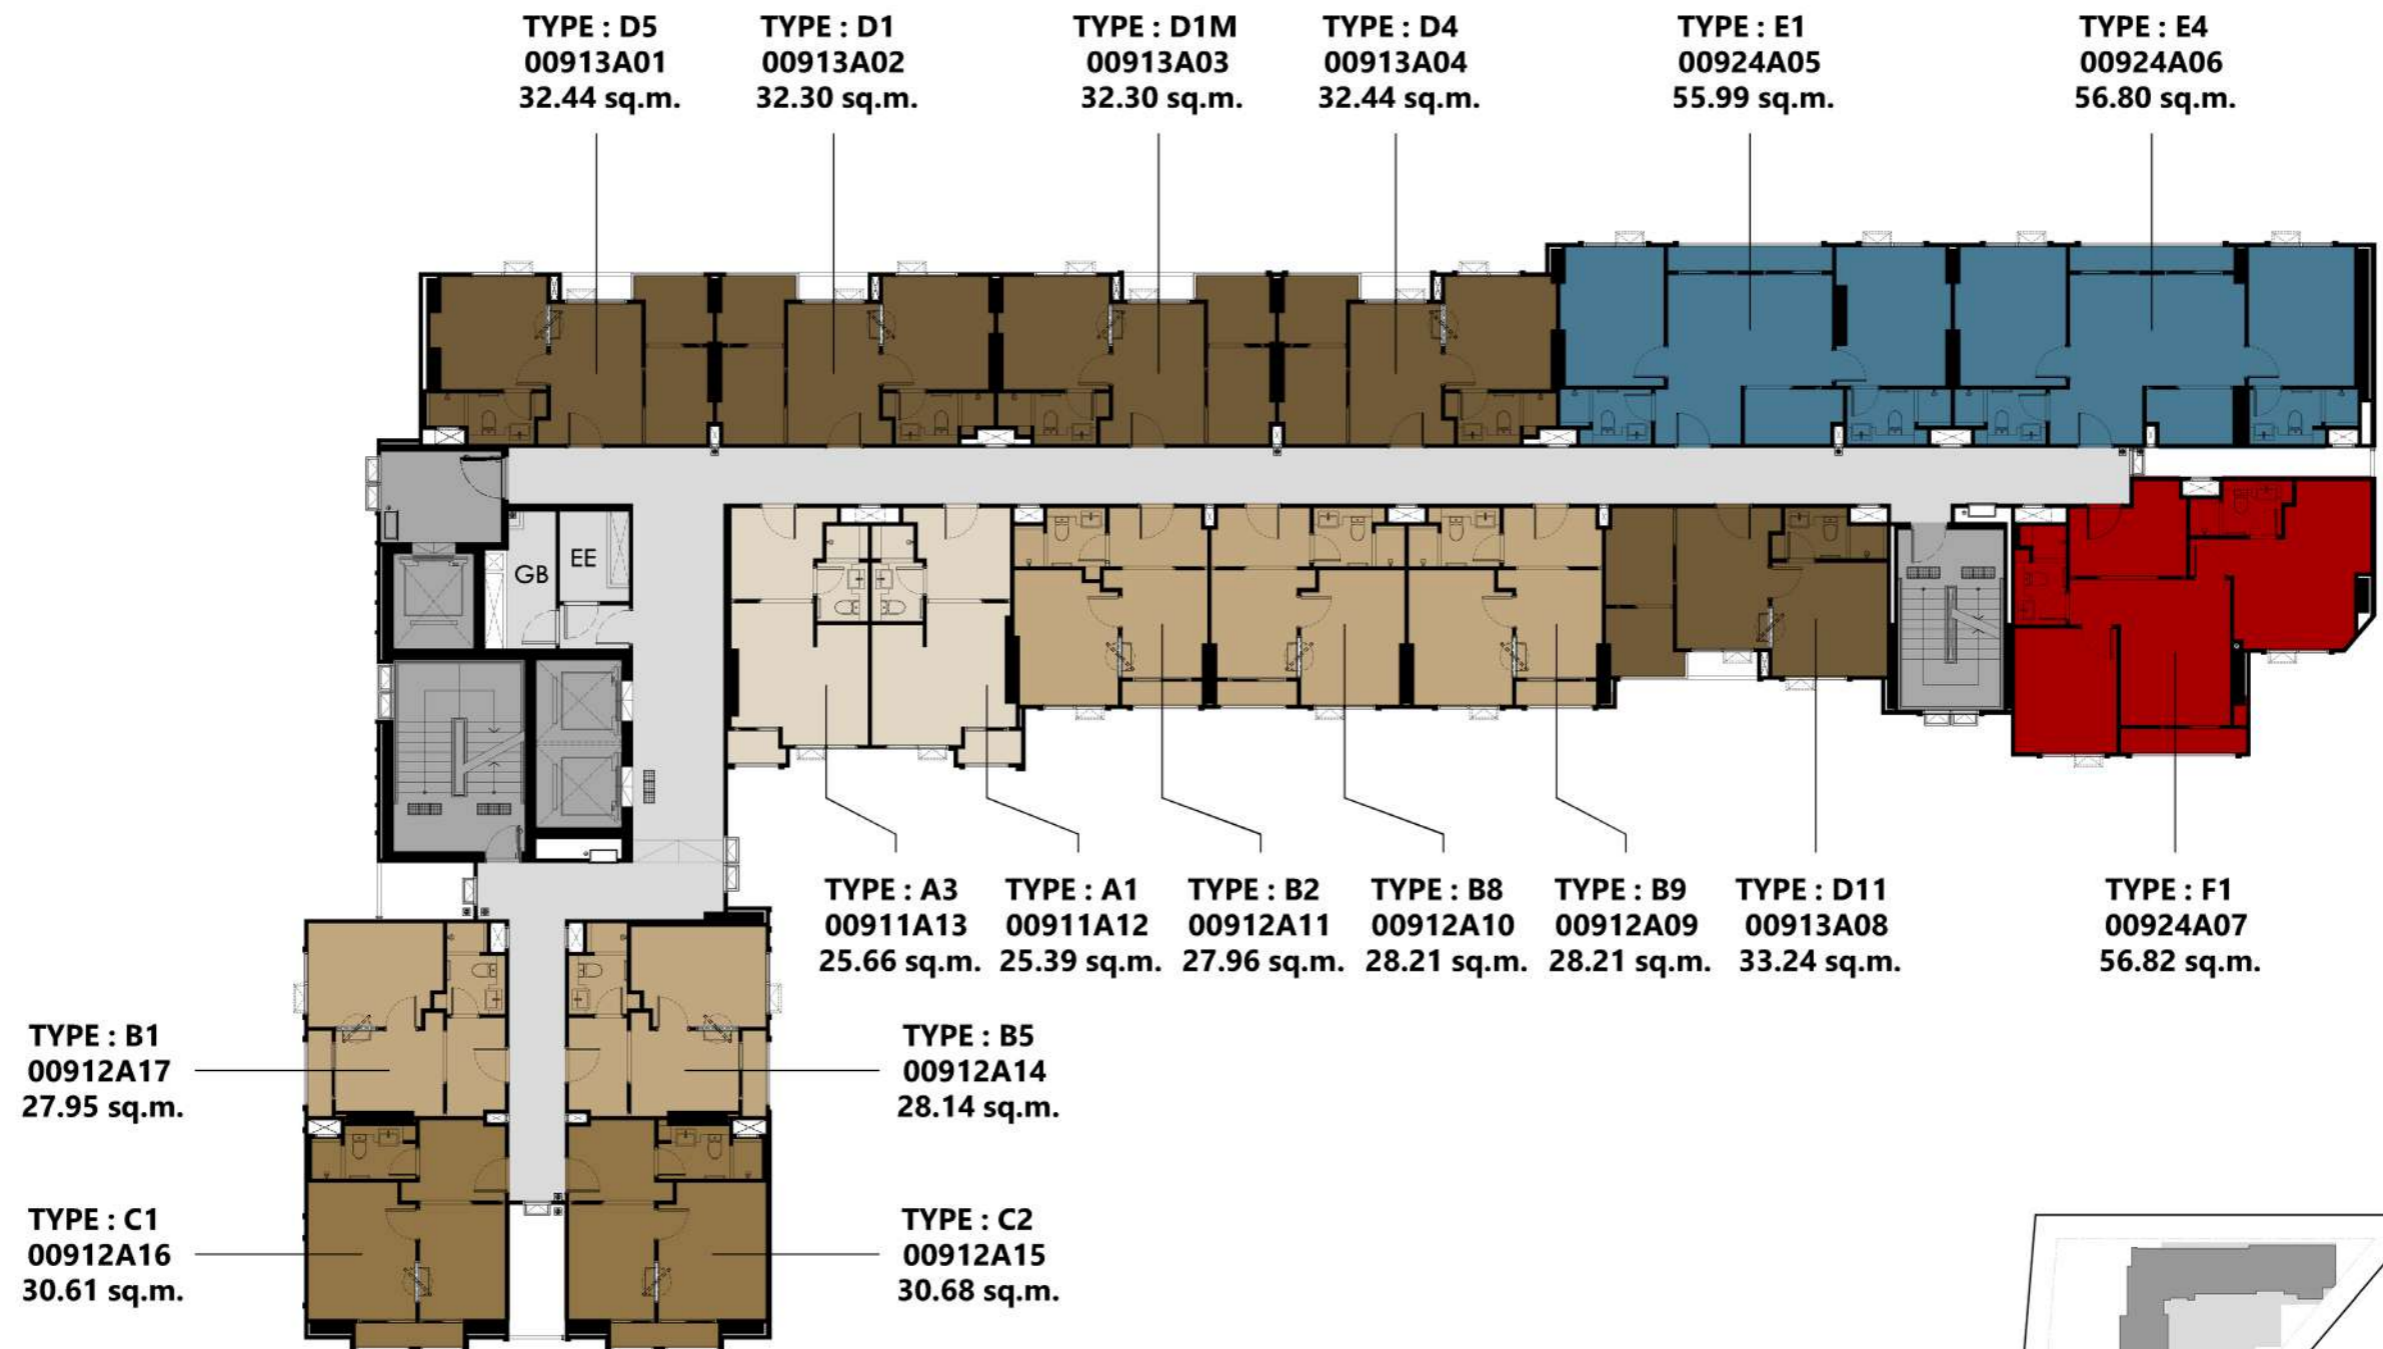 TYPE : D5
00913A01
32.44 sq.m.
TYPE : D1
00913A02
32.30 sq.m.
TYPE : D1M
00913A03
32.30 sq.m.
TYPE : D4
00913A04
32.44 sq.m.
TYPE : E1
00924A05
55.99 sq.m.
TYPE : E4
00924A06
56.80 sq.m.
GB
EE
TYPE : A3
00911A13
25.66 sq.m.
TYPE : A1
00911A12
25.39 sq.m.
TYPE : B2
00912A11
27.96 sq.m.
TYPE : B8
00912A10
28.21 sq.m.
TYPE : B9
00912A09
28.21 sq.m.
TYPE : D11
00913A08
33.24 sq.m.
TYPE : F1
00924A07
56.82 sq.m.
TYPE : B1
00912A17
27.95 sq.m.
TYPE : B5
00912A14
28.14 sq.m.
TYPE : C1
00912A16
30.61 sq.m.
TYPE : C2
00912A15
30.68 sq.m.